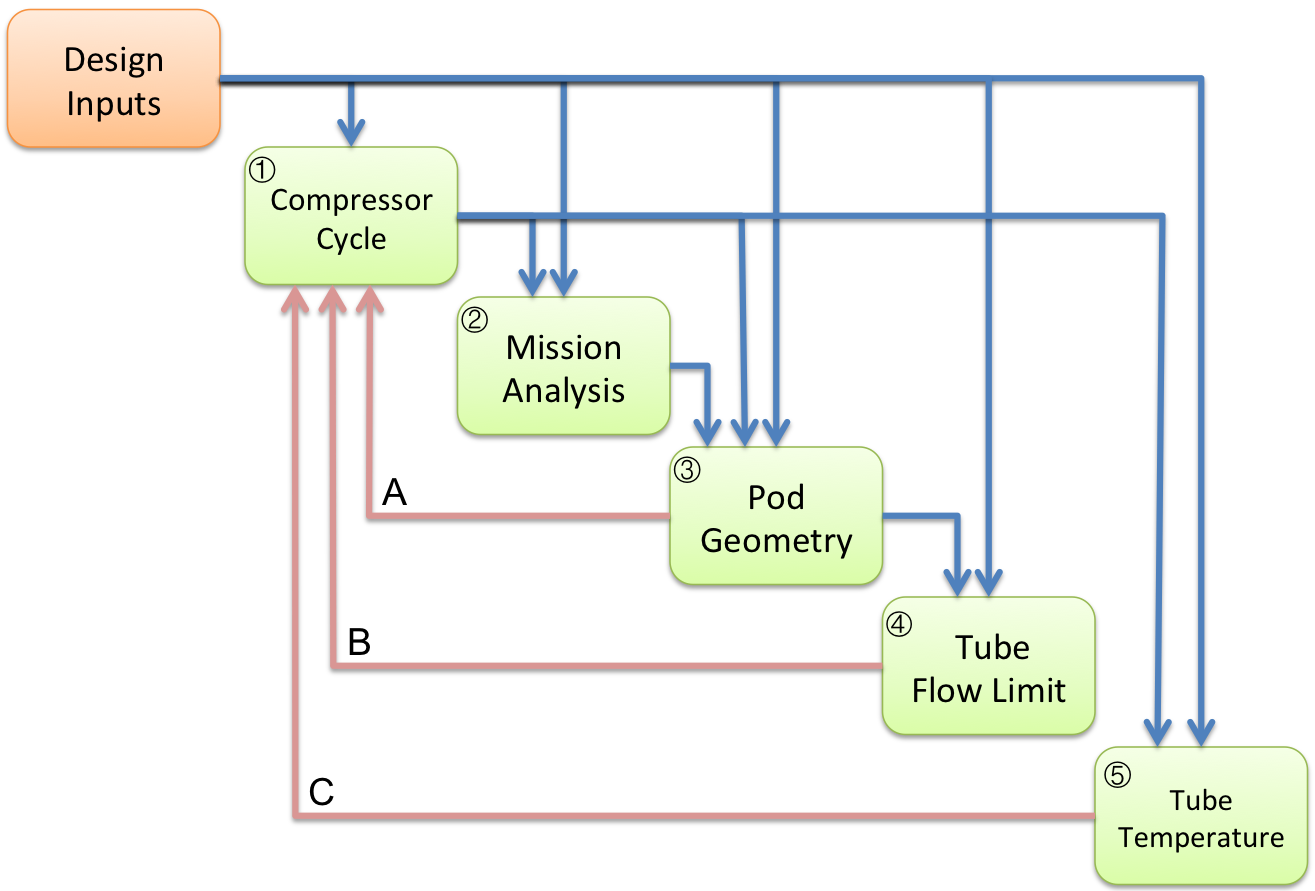 Design
Inputs
①
Compressor
Cycle
②
Mission
Analysis
③
Pod
Geometry
A
④
Tube
Flow Limit
B
⑤
Tube
Temperature
C